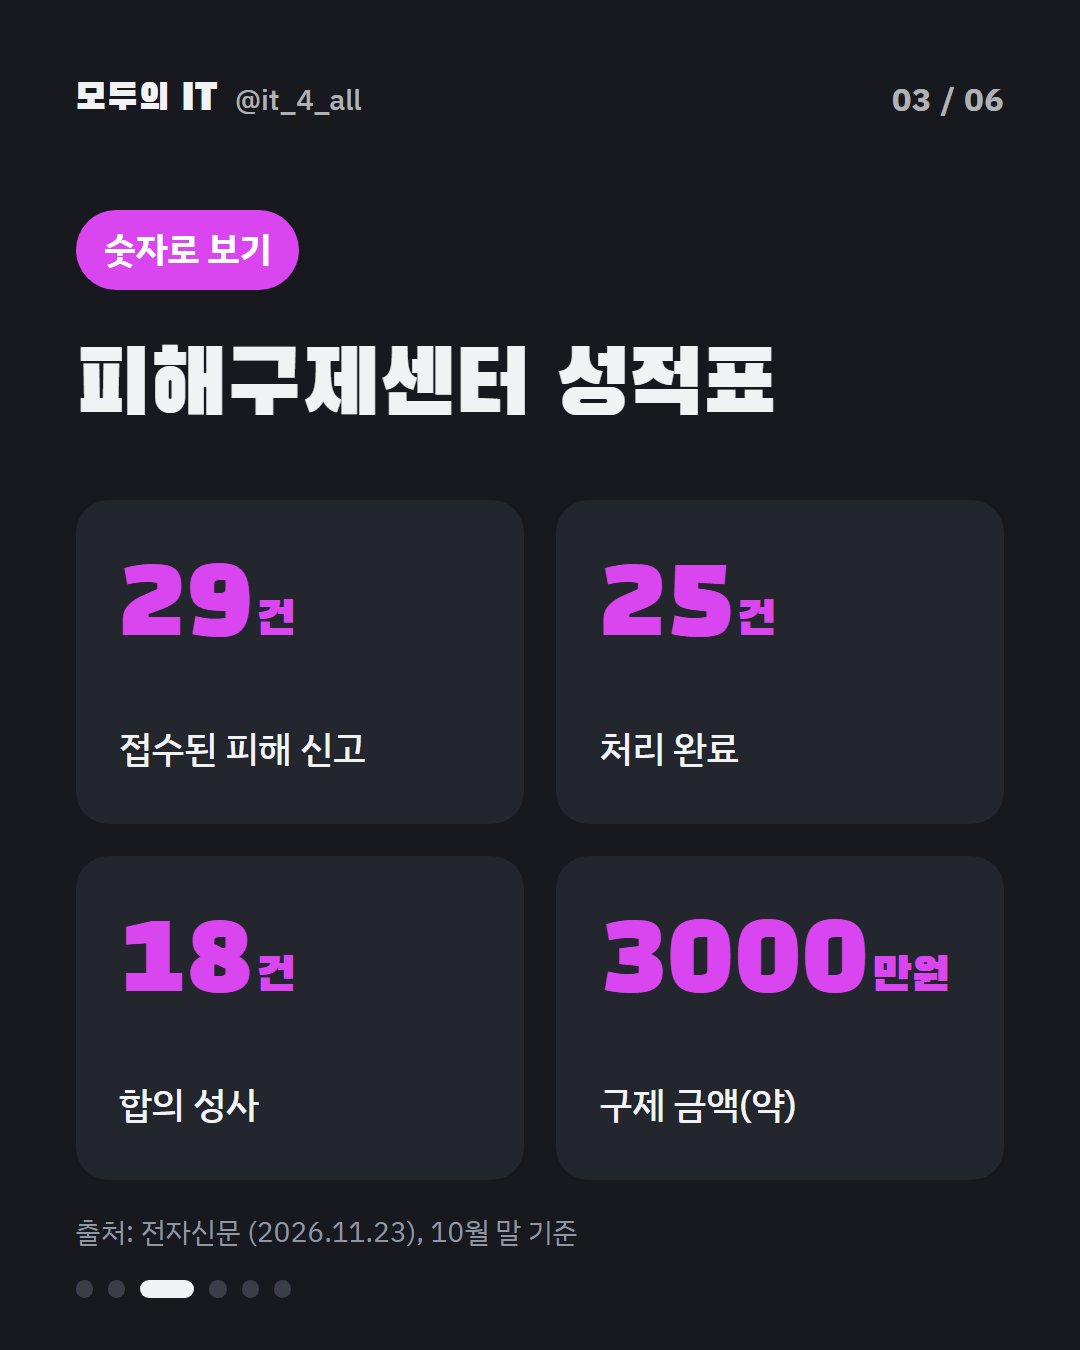 모두의 IT @it_4_all
03 / 06
숫자로 보기
피해구제센터 성적표
29건
접수된 피해 신고
25건
처리 완료
18건
합의 성사
3000만원
구제 금액(약)
출처: 전자신문 (2026.11.23), 10월 말 기준